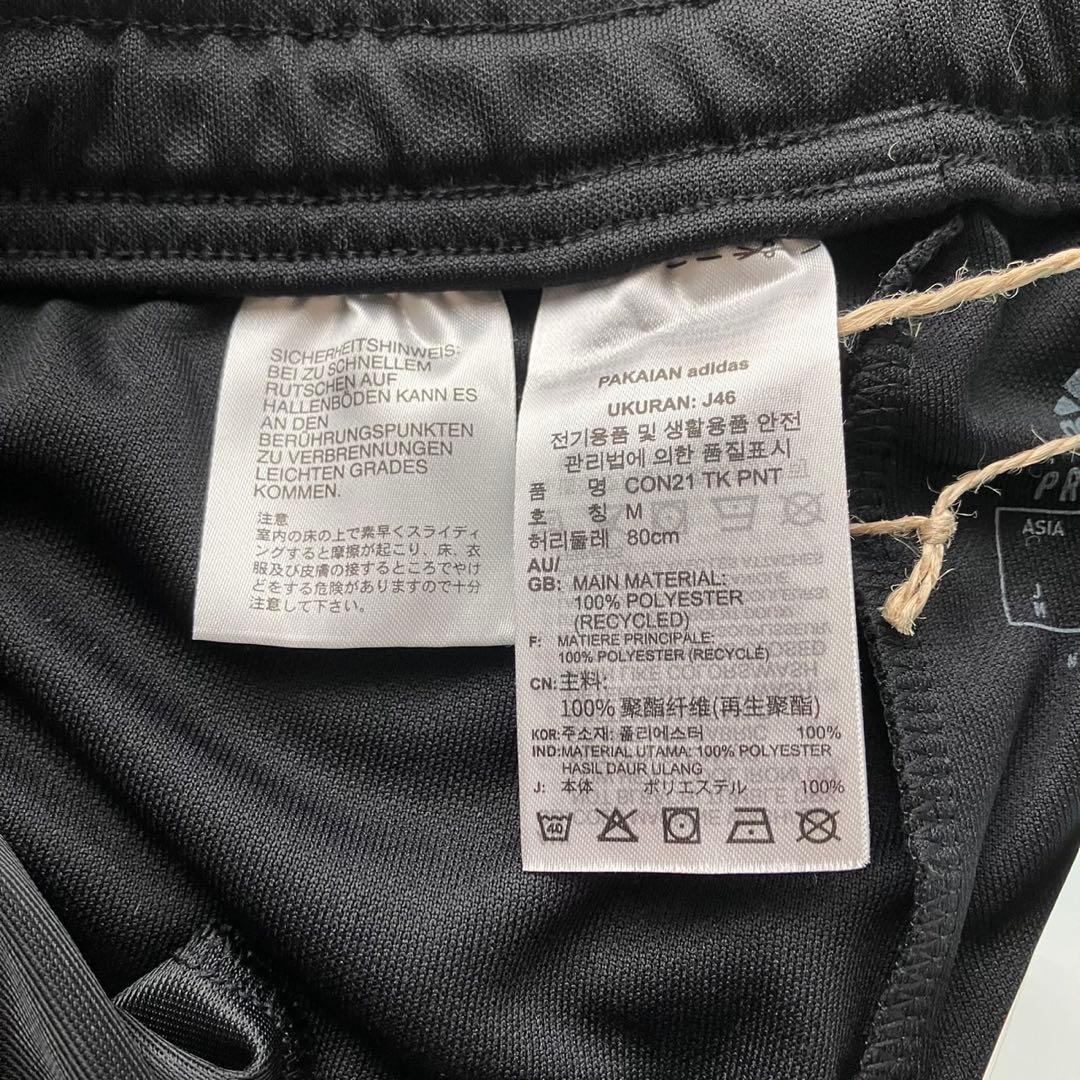 SICHERHEITSHINWEIS:
BEI ZU SCHNELLEM
RUTSCHEN AUF
HALLENBÖDEN KANN ES
AN DEN
BERÜHRUNGSPUNKTEN
ZU VERBRENNUNGEN
LEICHTEN GRADES
KOMMEN.
注意
室内の床の上で素早くスライディ
ングすると摩擦が起こり、床、衣
服及び皮膚の接するところでやけ
どをする危険がありますので十分
注意して下さい。
PAKAIAN adidas
UKURAN: J46
전기용품 및 생활용품 안전
관리법에 의한 품질표시
품 명 CON21 TK PNT
호 칭 M
허리둘레 80cm
AU/
GB: MAIN MATERIAL:
100% POLYESTER
(RECYCLED)
F: MATIERE PRINCIPALE:
100% POLYESTER (RECYCLÉ)
CN: 主料:
100% 聚酯纤维(再生聚酯)
KOR: 주소재: 폴리에스터 100%
IND: MATERIAL UTAMA: 100% POLYESTER
HASIL DAUR ULANG
J: 本体 ポリエステル 100%
40
ASIA
J
M